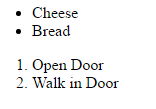 • Cheese
• Bread
1. Open Door
2. Walk in Door